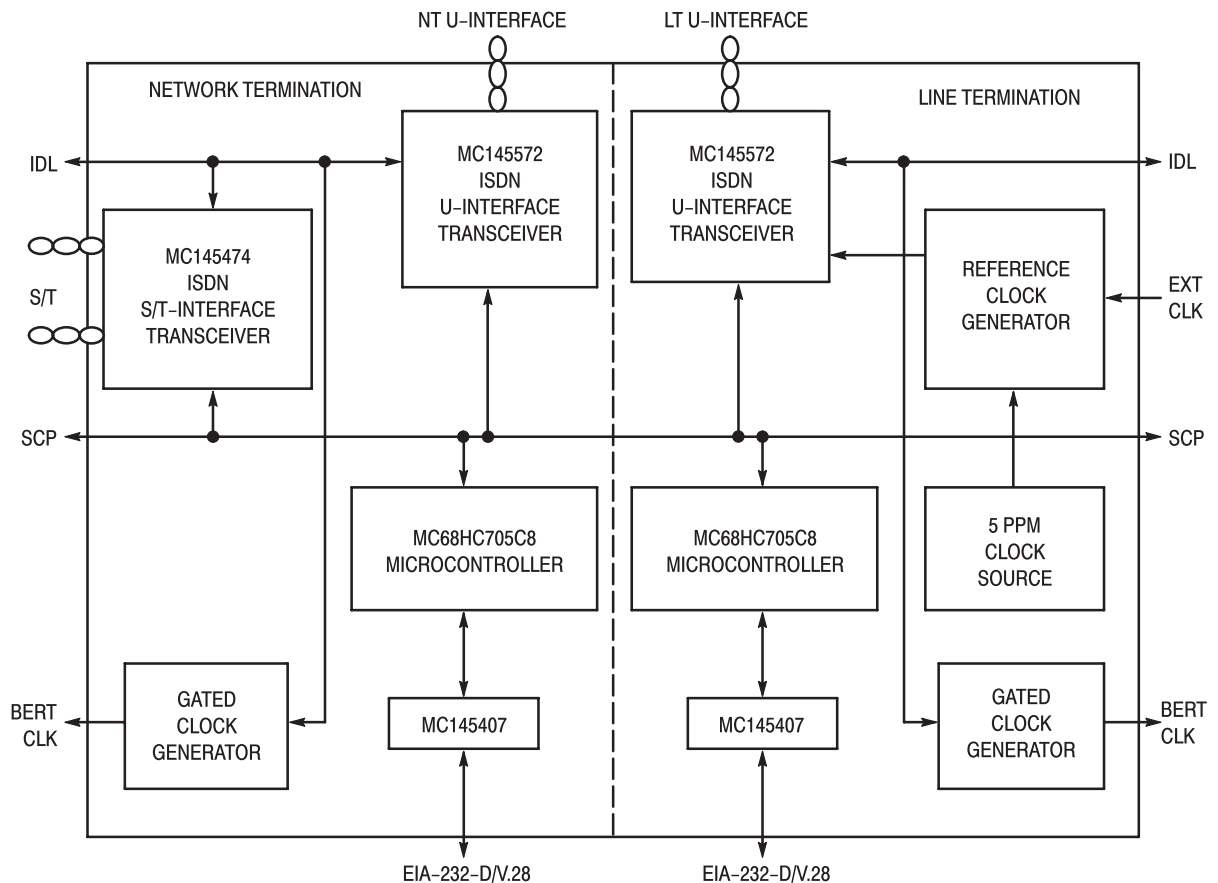 NT U–INTERFACE
LT U–INTERFACE
NETWORK TERMINATION
LINE TERMINATION
IDL
MC145572
ISDN
U–INTERFACE
TRANSCEIVER
MC145572
ISDN
U–INTERFACE
TRANSCEIVER
IDL
S/T
MC145474
ISDN
S/T–INTERFACE
TRANSCEIVER
REFERENCE
CLOCK
GENERATOR
EXT
CLK
SCP
SCP
MC68HC705C8
MICROCONTROLLER
MC68HC705C8
MICROCONTROLLER
5 PPM
CLOCK
SOURCE
BERT
CLK
GATED
CLOCK
GENERATOR
MC145407
MC145407
GATED
CLOCK
GENERATOR
BERT
CLK
EIA–232–D/V.28
EIA–232–D/V.28